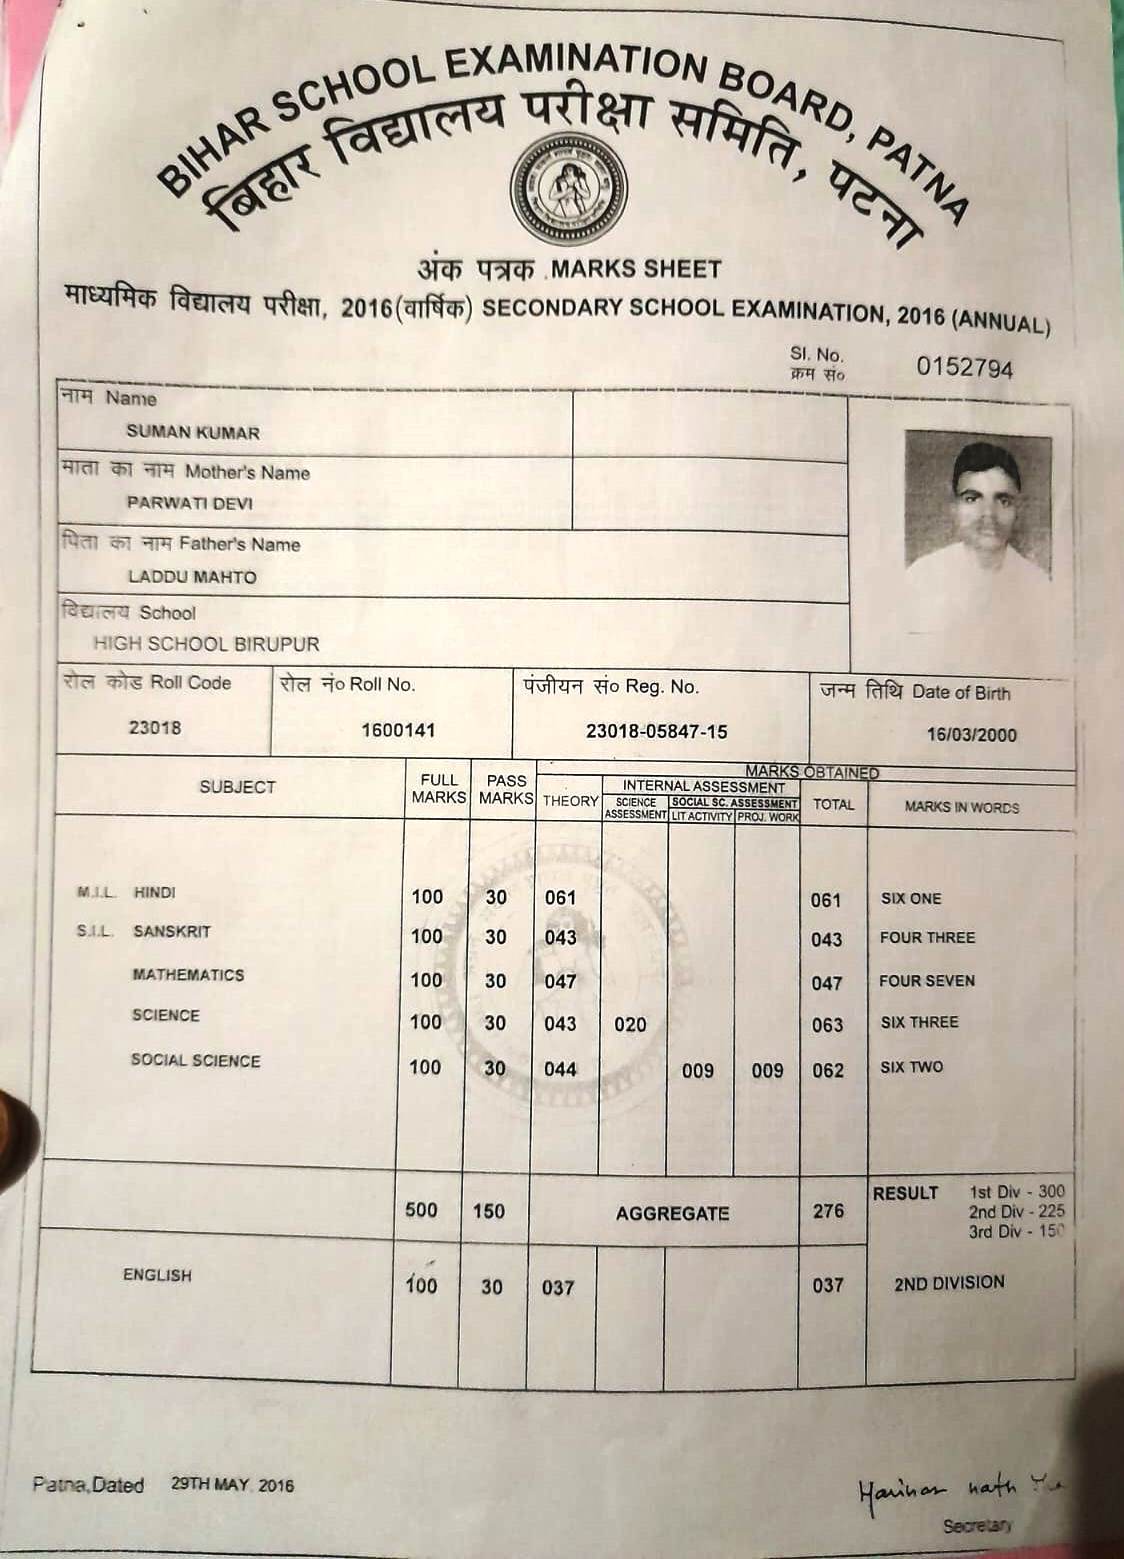 BIHAR SCHOOL EXAMINATION BOARD, PATNA
बिहार विद्यालय परीक्षा समिति, पटना
अंक पत्रक MARKS SHEET
माध्यमिक विद्यालय परीक्षा, 2016(वार्षिक) SECONDARY SCHOOL EXAMINATION, 2016 (ANNUAL)
Sl. No.
क्रम सं० 0152794
नाम Name
SUMAN KUMAR
माता का नाम Mother's Name
PARWATI DEVI
पिता का नाम Father's Name
LADDU MAHTO
विद्यालय School
HIGH SCHOOL BIRUPUR
रोल कोड Roll Code रोल नं० Roll No. पंजीयन सं० Reg. No. जन्म तिथि Date of Birth
23018 1600141 23018-05847-15 16/03/2000
SUBJECT FULL MARKS PASS MARKS MARKS OBTAINED
THEORY INTERNAL ASSESSMENT TOTAL MARKS IN WORDS
SCIENCE ASSESSMENT SOCIAL SC. ASSESSMENT
LIT ACTIVITY PROJ. WORK
M.I.L. HINDI 100 30 061 061 SIX ONE
S.I.L. SANSKRIT 100 30 043 043 FOUR THREE
MATHEMATICS 100 30 047 047 FOUR SEVEN
SCIENCE 100 30 043 020 063 SIX THREE
SOCIAL SCIENCE 100 30 044 009 009 062 SIX TWO
500 150 AGGREGATE 276 RESULT 1st Div - 300
2nd Div - 225
3rd Div - 150
ENGLISH 100 30 037 037 2ND DIVISION
Patna,Dated 29TH MAY. 2016
Harihar nath
Secretary